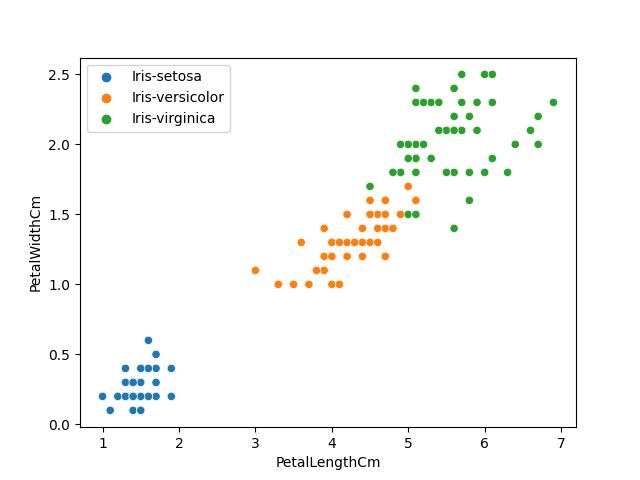 Iris-setosa
Iris-versicolor
Iris-virginica
2.5
2.0
1.5
1.0
0.5
0.0
PetalWidthCm
1 2 3 4 5 6 7
PetalLengthCm